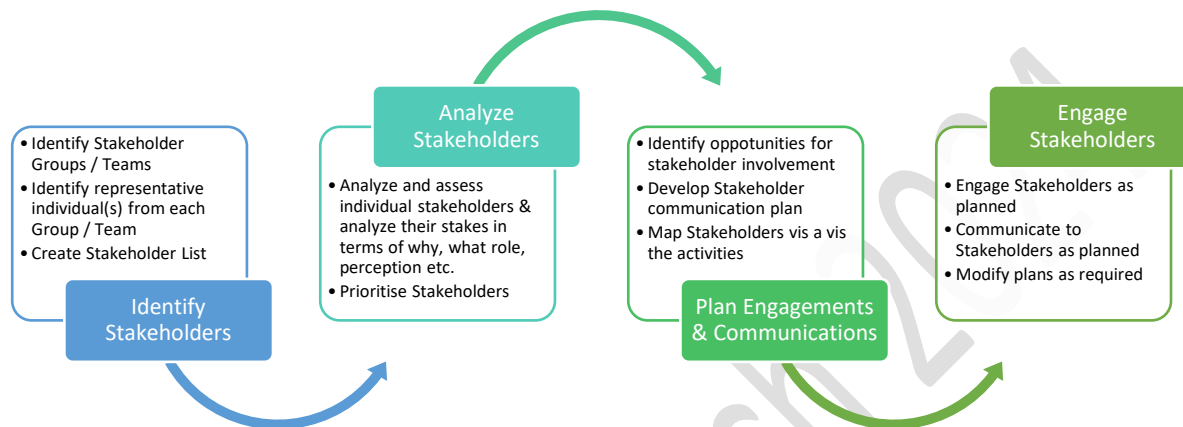 • Identify Stakeholder
Groups / Teams
• Identify representative
individual(s) from each
Group / Team
• Create Stakeholder List
Identify
Stakeholders
Analyze
Stakeholders
• Analyze and assess
individual stakeholders &
analyze their stakes in
terms of why, what role,
perception etc.
• Prioritise Stakeholders
• Identify oppotunities for
stakeholder involvement
• Develop Stakeholder
communication plan
• Map Stakeholders vis a vis
the activities
Plan Engagements
& Communications
Engage
Stakeholders
• Engage Stakeholders as
planned
• Communicate to
Stakeholders as planned
• Modify plans as required